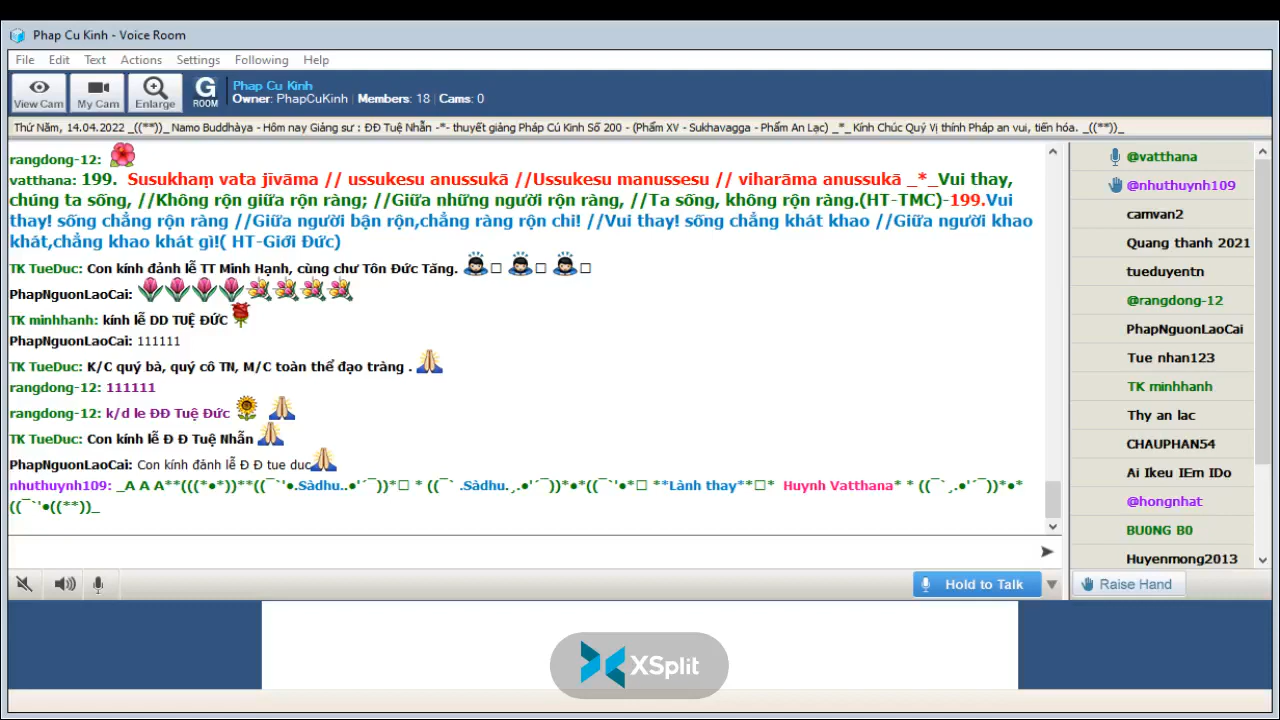 Phap Cu Kinh - Voice Room
File Edit Text Actions Settings Following Help
View Cam My Cam Enlarge G ROOM
Phap Cu Kinh
Owner: PhapCuKinh Members: 18 Cams: 0
Thứ Năm, 14.04.2022 _((**))_ Namo Buddhàya - Hôm nay Giảng sư : ĐĐ Tuệ Nhẫn -*- thuyết giảng Pháp Cú Kinh Số 200 - (Phẩm XV - Sukhavagga - Phẩm An Lạc) _*_ Kính Chúc Quý Vị thính Pháp an vui, tiến hóa. _((**))_
rangdong-12:
vatthana: 199. Susukhaṃ vata jīvāma // ussukesu anussukā //Ussukesu manussesu // viharāma anussukā _*_Vui thay,
chúng ta sống, //Không rộn giữa rộn ràng; //Giữa những người rộn ràng, //Ta sống, không rộn ràng.(HT-TMC)-199.Vui
thay! sống chẳng rộn ràng //Giữa người bận rộn,chẳng ràng rộn chi! //Vui thay! sống chẳng khát khao //Giữa người khao
khát,chẳng khao khát gì!( HT-Giới Đức)
TK TueDuc: Con kính đảnh lễ TT Minh Hạnh, cùng chư Tôn Đức Tăng.
PhapNguonLaoCai:
TK minhhanh: kính lễ DD TUỆ ĐỨC
PhapNguonLaoCai: 111111
TK TueDuc: K/C quý bà, quý cô TN, M/C toàn thể đạo tràng .
rangdong-12: 111111
rangdong-12: k/d le ĐĐ Tuệ Đức
TK TueDuc: Con kính lễ Đ Đ Tuệ Nhẫn
PhapNguonLaoCai: Con kính đảnh lễ Đ Đ tue duc
nhuthuynh109: _A A A**(((*●*))**((¯`'●.Sàdhu..●'´¯))*□ * ((¯` .Sàdhu.¸.●'´¯))*●*((¯`'●*□ **Lành thay**□* Huynh Vatthana* * ((¯`¸.●'´¯))*●*
((¯`'●((**))_
Hold to Talk
@vatthana
@nhuthuynh109
camvan2
Quang thanh 2021
tueduyentn
@rangdong-12
PhapNguonLaoCai
Tue nhan123
TK minhhanh
Thy an lac
CHAUPHAN54
Ai lkeu IEm IDo
@hongnhat
BU0NG B0
Huyenmong2013
Raise Hand
XSplit